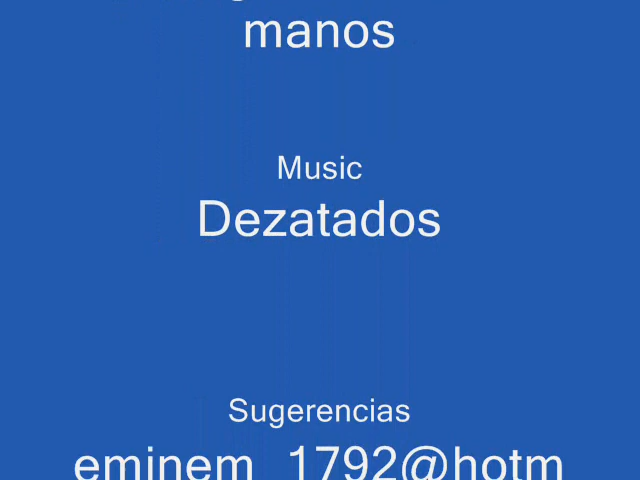 manos
Music
Dezatados
Sugerencias
eminem_1792@hotm